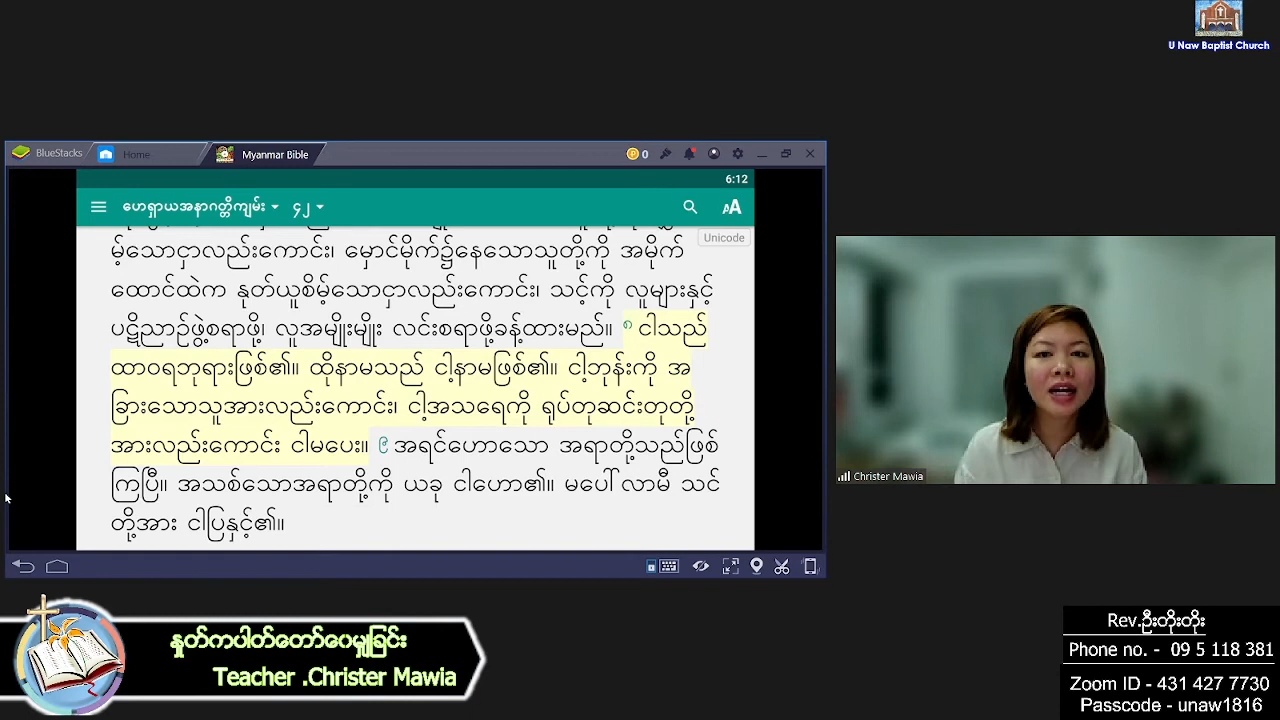 U Naw Baptist Church
BlueStacks
Home
Myanmar Bible
0
6:12
ဟေရှာယအနာဂတ္တိကျမ်း
၄၂
AA
Unicode
မ့်သောငှာလည်းကောင်း၊ မှောင်မိုက်၌နေသောသူတို့ကို အမိုက်
ထောင်ထဲက နုတ်ယူစိမ့်သောငှာလည်းကောင်း၊ သင့်ကို လူများနှင့်
ပဋိညာဉ်ဖွဲ့စရာဖို့၊ လူအမျိုးမျိုး လင်းစရာဖို့ခန့်ထားမည်။ ၈ ငါသည်
ထာဝရဘုရားဖြစ်၏။ ထိုနာမသည် ငါ့နာမဖြစ်၏။ ငါ့ဘုန်းကို အ
ခြားသောသူအားလည်းကောင်း၊ ငါ့အသရေကို ရုပ်တုဆင်းတုတို့
အားလည်းကောင်း ငါမပေး။ ၉ အရင်ဟောသော အရာတို့သည်ဖြစ်
ကြပြီ။ အသစ်သောအရာတို့ကို ယခု ငါဟော၏။ မပေါ်လာမီ သင်
တို့အား ငါပြနှင့်၏။
Christer Mawia
နှုတ်ကပါတ်တော်ဝေမျှခြင်း
Teacher .Christer Mawia
Rev.ဦးတိုးတိုး
Phone no. - 09 5 118 381
Zoom ID - 431 427 7730
Passcode - unaw1816